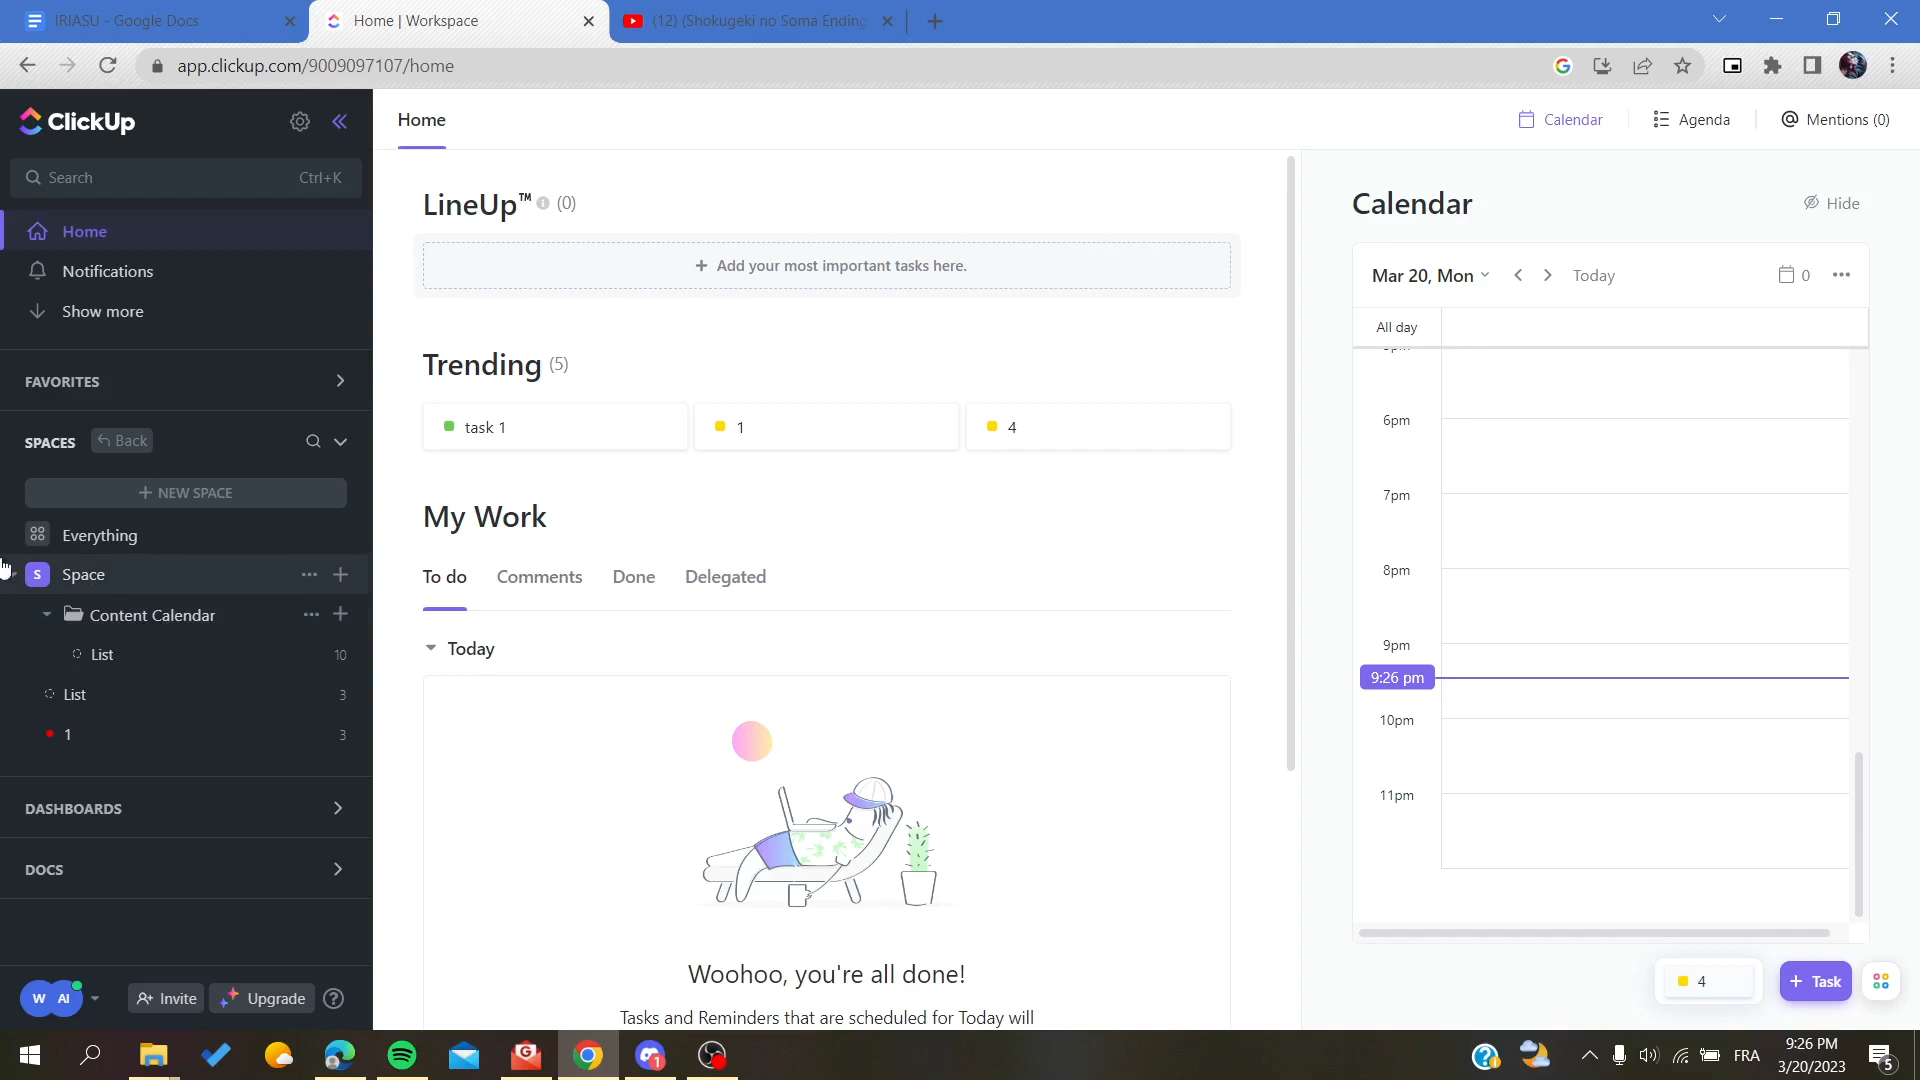 IRIASU - Google Docs
Home | Workspace
(12) (Shokugeki no Soma Ending
app.clickup.com/9009097107/home
ClickUp
Search
Ctrl+K
Home
Notifications
Show more
FAVORITES
SPACES
Back
+ NEW SPACE
Everything
S
Space
Content Calendar
List
10
List
3
1
3
DASHBOARDS
DOCS
W
AI
Invite
Upgrade
?
Home
Calendar
Agenda
@ Mentions (0)
LineUp™ (0)
+ Add your most important tasks here.
Trending (5)
task 1
1
4
My Work
To do
Comments
Done
Delegated
Today
Woohoo, you're all done!
Tasks and Reminders that are scheduled for Today will
Calendar
Hide
Mar 20, Mon
Today
0
All day
6pm
7pm
8pm
9pm
9:26 pm
10pm
11pm
4
+ Task
1
FRA
9:26 PM
3/20/2023
5